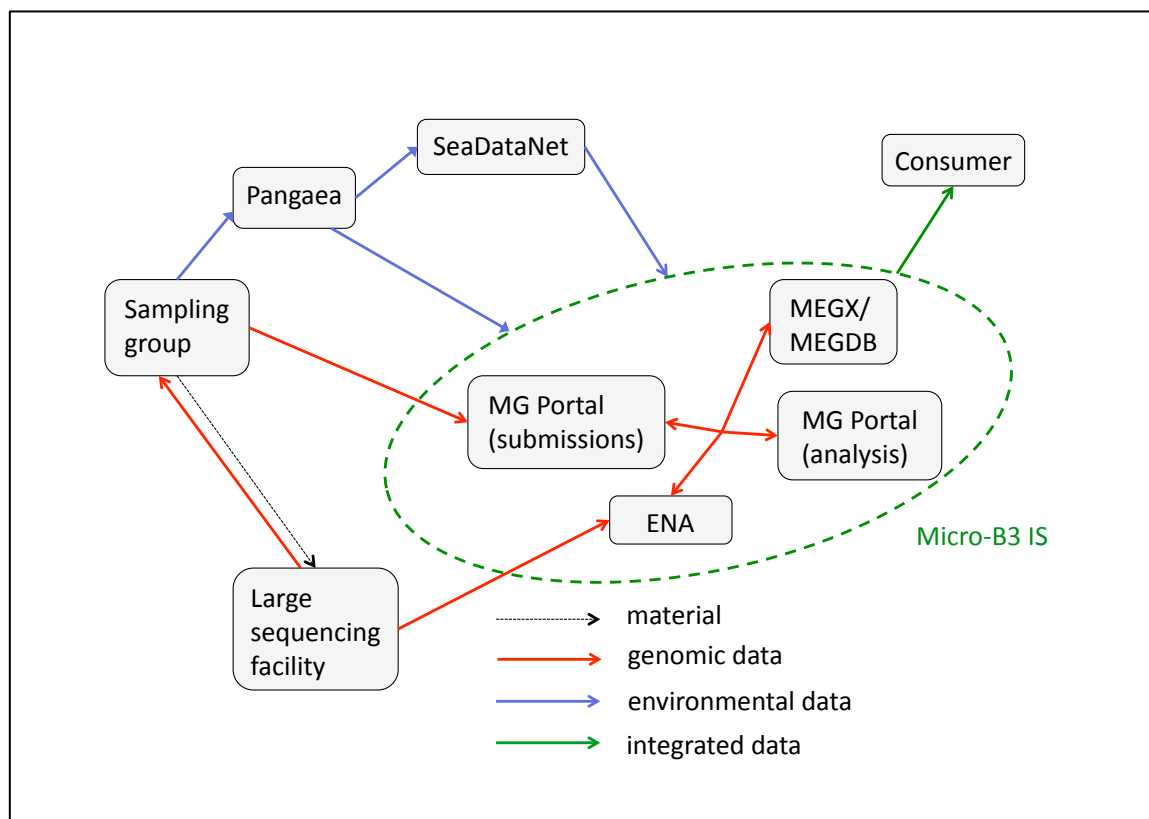 SeaDataNet
Consumer
Pangaea
Sampling
group
MEGX/
MEGDB
MG Portal
(submissions)
MG Portal
(analysis)
ENA
Micro-B3 IS
Large
sequencing
facility
material
genomic data
environmental data
integrated data